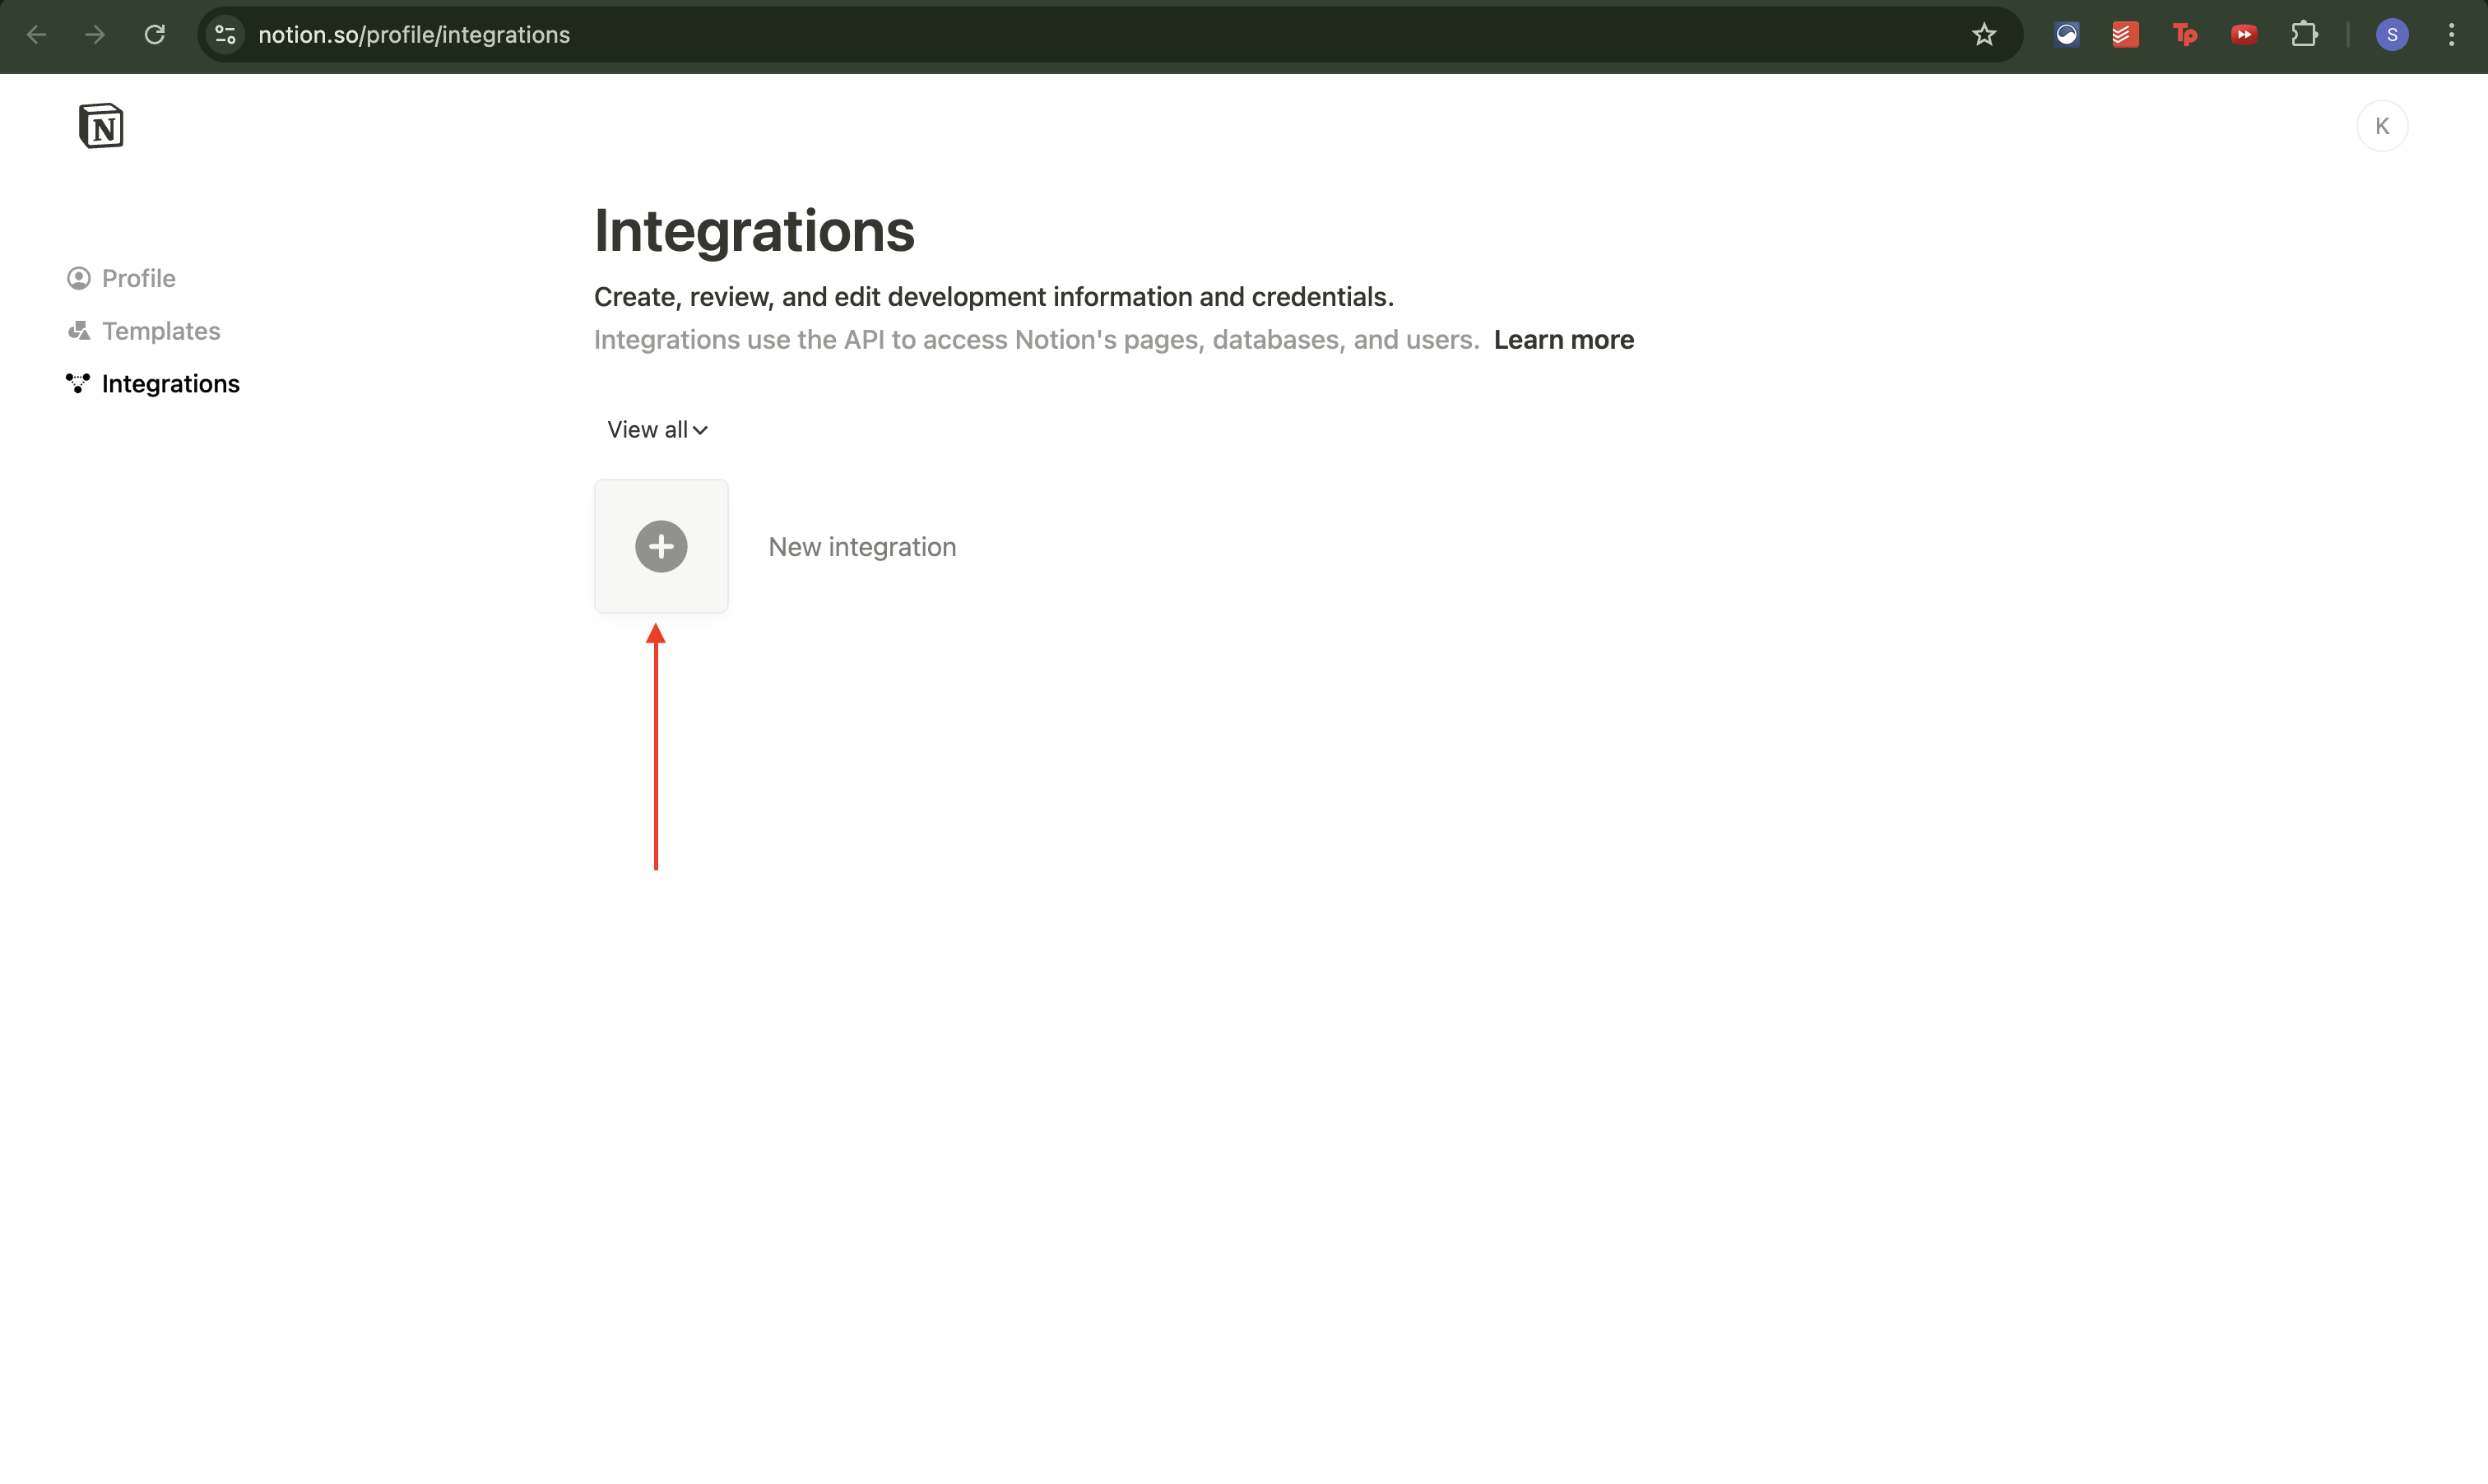 notion.so/profile/integrations
S
N
K
Profile
Templates
Integrations
Integrations
Create, review, and edit development information and credentials.
Integrations use the API to access Notion's pages, databases, and users. Learn more
View all
New integration